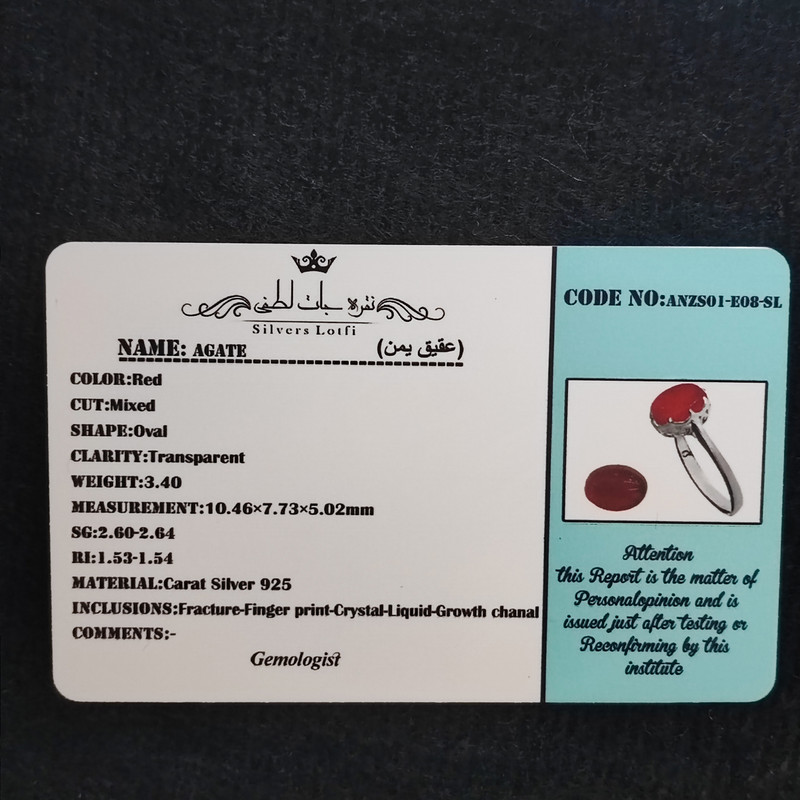 نقره جات لطفی
Silvers Lotfi
NAME: AGATE (عقیق یمن)
COLOR:Red
CUT:Mixed
SHAPE:Oval
CLARITY:Transparent
WEIGHT:3.40
MEASUREMENT:10.46×7.73×5.02mm
SG:2.60-2.64
RI:1.53-1.54
MATERIAL:Carat Silver 925
INCLUSIONS:Fracture-Finger print-Crystal-Liquid-Growth chanal
COMMENTS:-
Gemologist
CODE NO:ANZS01-E08-SL
Attention
this Report is the matter of
Personalopinion and is
issued just after testing or
Reconfirming by this
institute